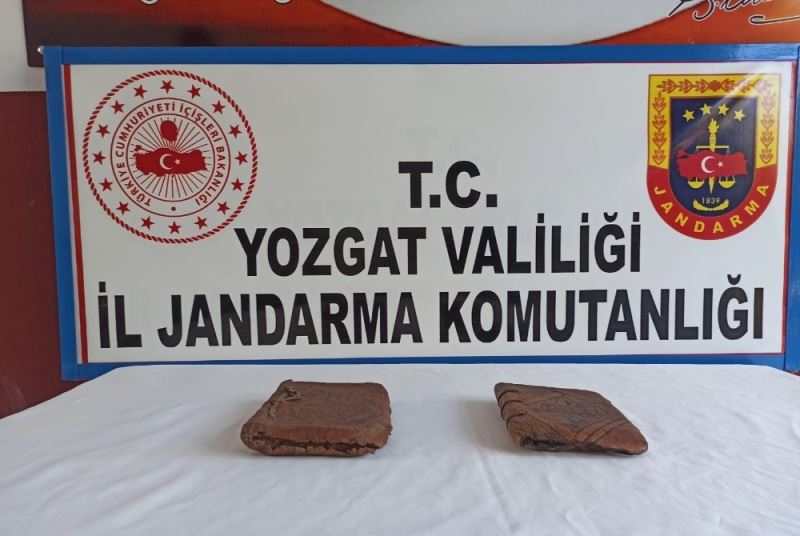 TÜRKİYE CUMHURİYETİ İÇİŞLERİ BAKANLIĞI
T.C.
YOZGAT VALİLİĞİ
İL JANDARMA KOMUTANLIĞI
1839
JANDARMA